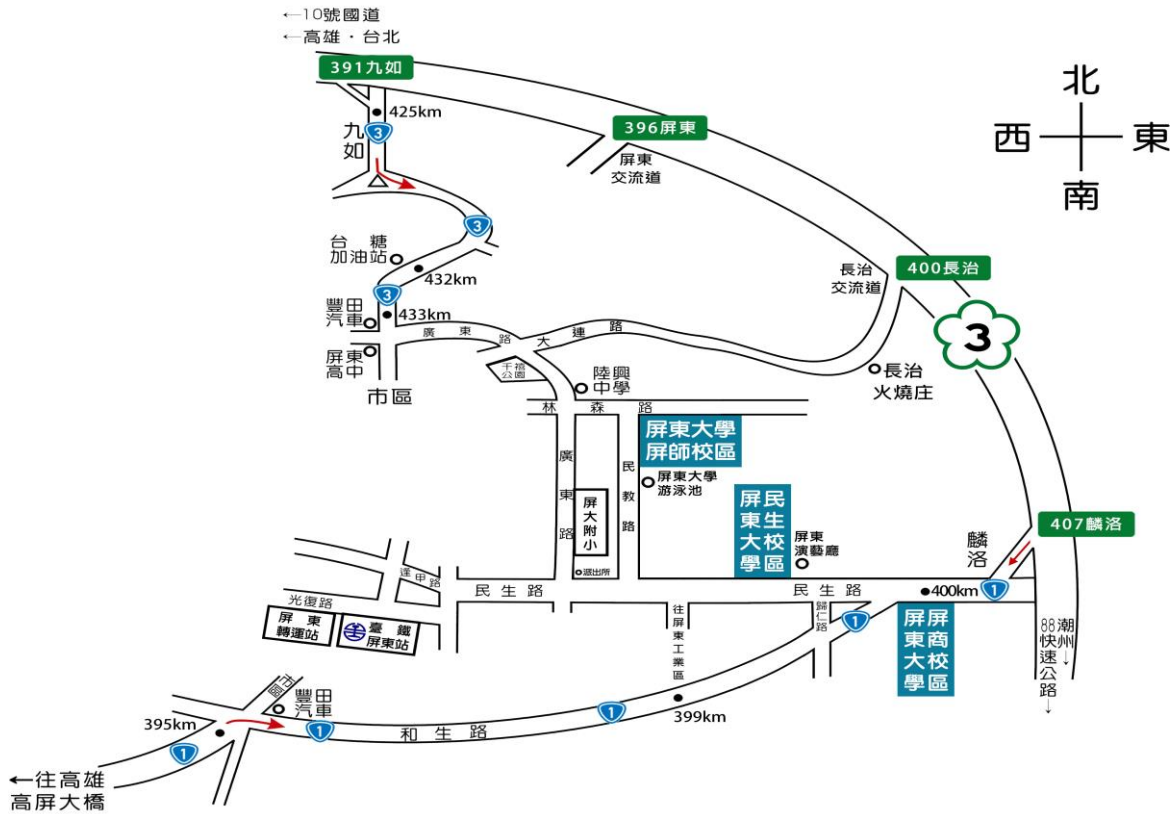 ←10號國道
←高雄．台北
391九如
425km
3
九如
396屏東
屏東
交流道
北
西
東
南
3
台糖
加油站
432km
3
豐田
汽車
433km
屏東
高中
市區
廣東路
大連路
千禧
公園
長治
交流道
400長治
3
長治
火燒庄
陸興
中學
林森路
屏東大學
屏師校區
廣東路
民教路
屏東大學
游泳池
屏大附小
派出所
民生校區
屏東大學
屏東
演藝廳
麟洛
407麟洛
逢甲路
民生路
民生路
400km
1
光復路
屏東
轉運站
臺鐵
屏東站
往屏東工業區
歸仁路
1
屏商校區
屏東大學
潮州↓
88快速公路↓
市區
豐田
汽車
395km
1
1
和生路
1
399km
←往高雄
高屏大橋